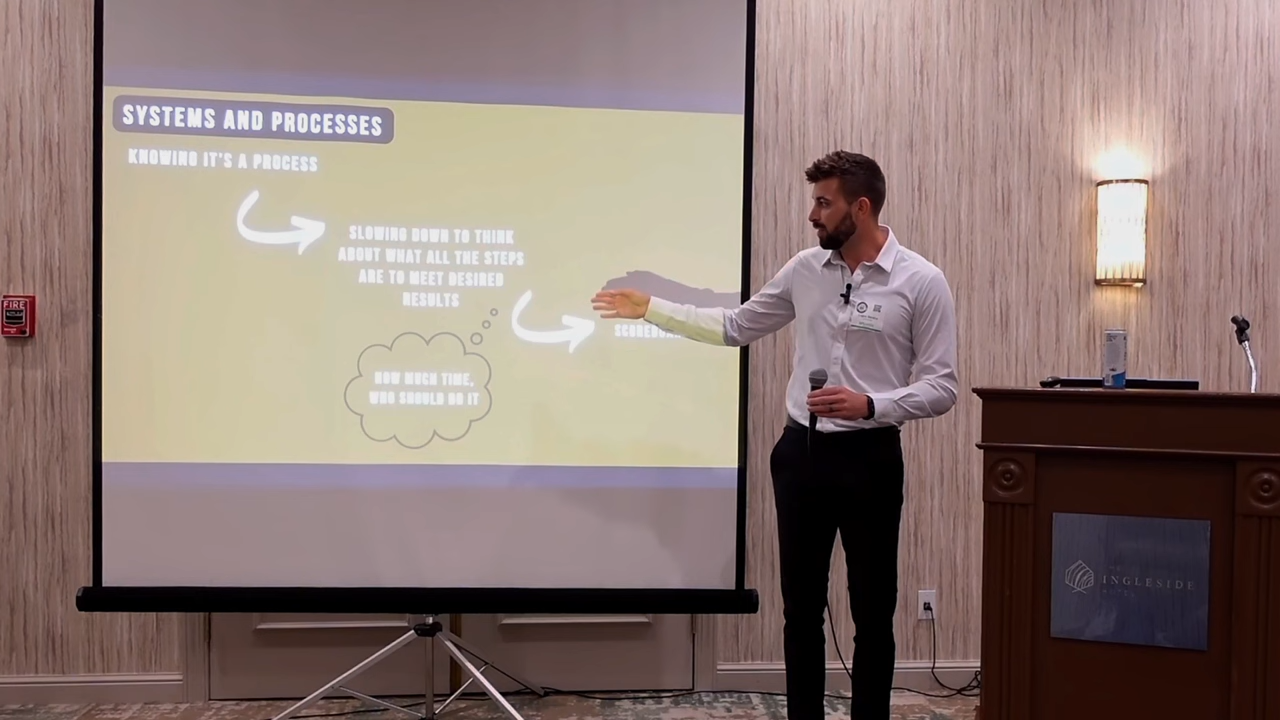 SYSTEMS AND PROCESSES
KNOWING IT'S A PROCESS
SLOWING DOWN TO THINK
ABOUT WHAT ALL THE STEPS
ARE TO MEET DESIRED
RESULTS
HOW MUCH TIME,
WHO SHOULD DO IT
FIRE
INGLESIDE